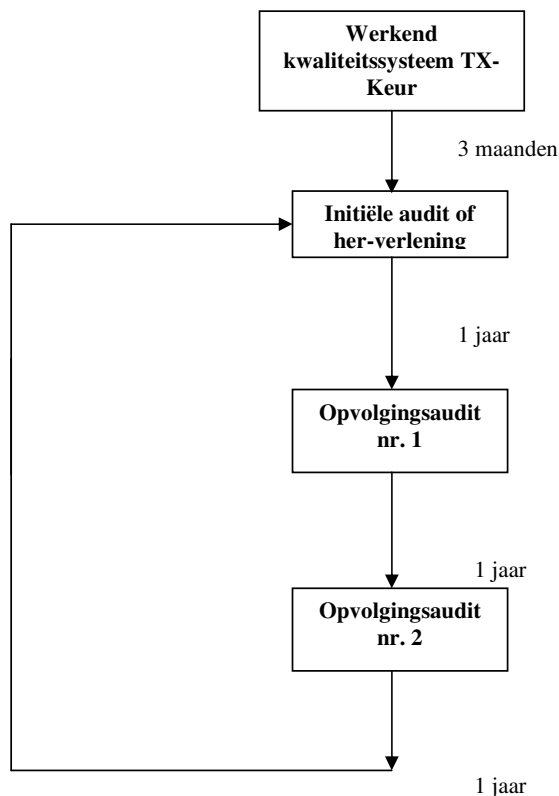 Werkend
kwaliteitssysteem TX-
Keur
3 maanden
Initiële audit of
her-verlening
1 jaar
Opvolgingsaudit
nr. 1
1 jaar
Opvolgingsaudit
nr. 2
1 jaar